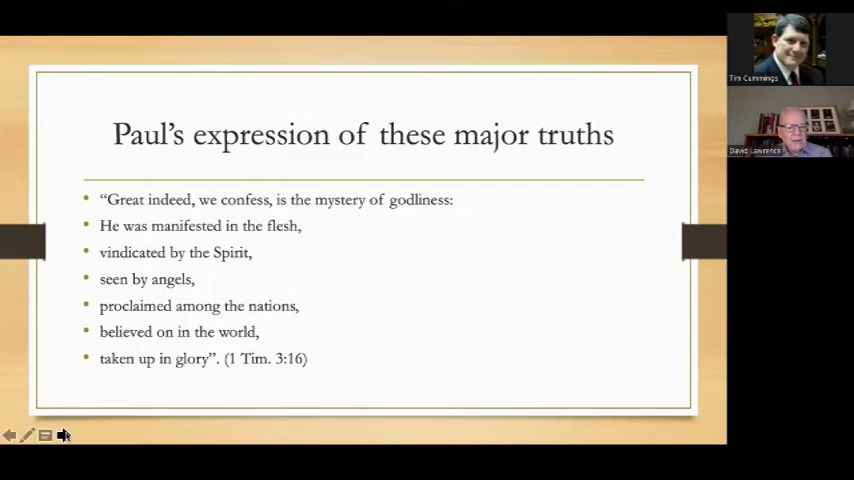 Paul's expression of these major truths
“Great indeed, we confess, is the mystery of godliness:
He was manifested in the flesh,
vindicated by the Spirit,
seen by angels,
proclaimed among the nations,
believed on in the world,
taken up in glory”. (1 Tim. 3:16)
Tim Cummings
David Lawrence